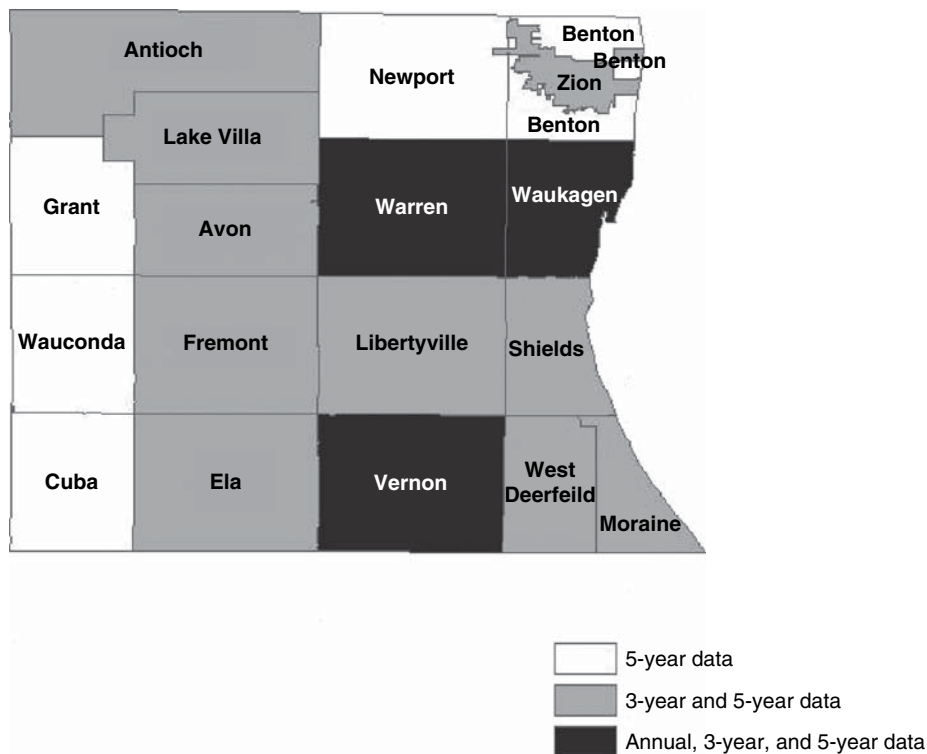 Antioch
Newport
Benton
Benton
Zion
Benton
Lake Villa
Grant
Avon
Warren
Waukagen
Wauconda
Fremont
Libertyville
Shields
Cuba
Ela
Vernon
West
Deerfeild
Moraine
5-year data
3-year and 5-year data
Annual, 3-year, and 5-year data